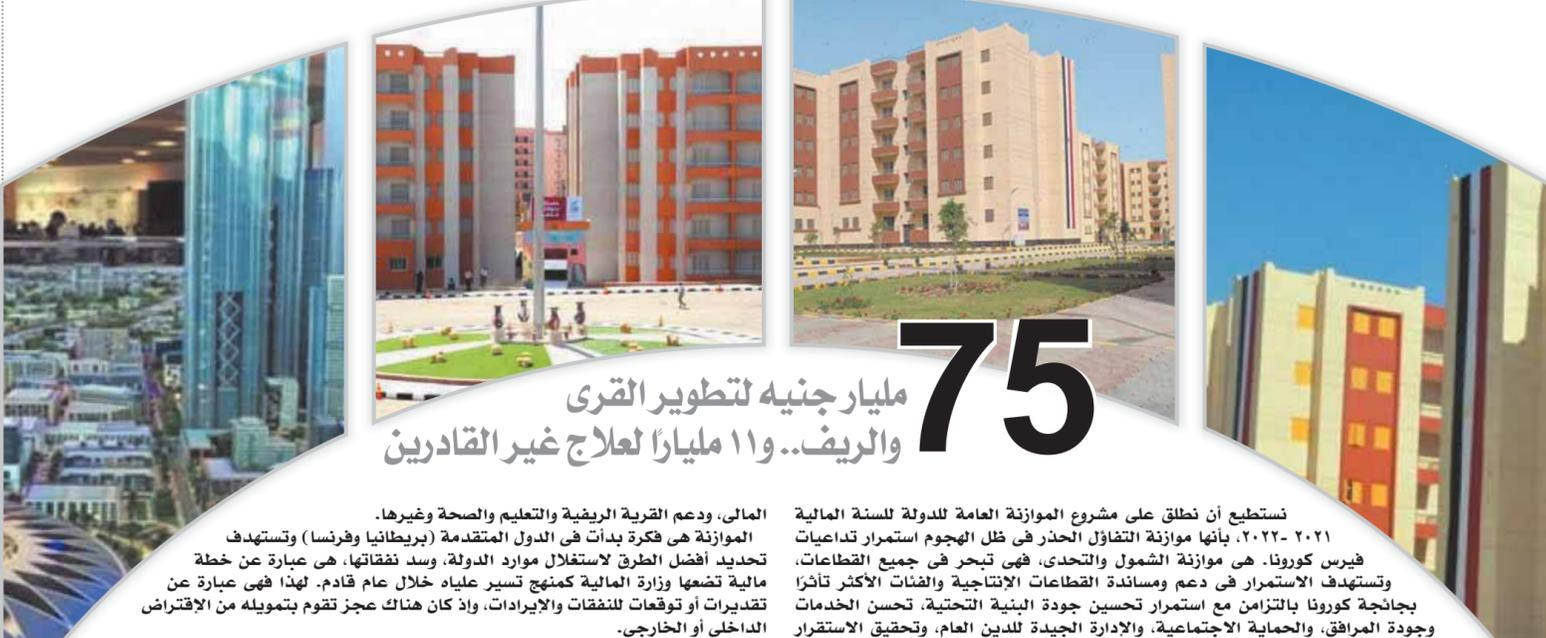 75
مليار جنيه لتطوير القرى
والريف.. و١١ مليارًا لعلاج غير القادرين
نستطيع أن نطلق على مشروع الموازنة العامة للدولة للسنة المالية
٢٠٢١ -٢٠٢٢، بأنها موازنة التفاؤل الحذر فى ظل الهجوم استمرار تداعيات
فيرس كورونا. هى موازنة الشمول والتحدى، فهى تبحر فى جميع القطاعات،
وتستهدف الاستمرار فى دعم ومساندة القطاعات الإنتاجية والفئات الأكثر تأثرًا
بجائجة كورونا بالتزامن مع استمرار تحسين جودة البنية التحتية، تحسن الخدمات
وجودة المرافق، والحماية الاجتماعية، والإدارة الجيدة للدين العام، وتحقيق الاستقرار
المالى، ودعم القرية الريفية والتعليم والصحة وغيرها.
الموازنة هى فكرة بدأت فى الدول المتقدمة (بريطانيا وفرنسا) وتستهدف
تحديد أفضل الطرق لاستغلال موارد الدولة، وسد نفقاتها، هى عبارة عن خطة
مالية تضعها وزارة المالية كمنهج تسير علياه خلال عام قادم. لهذا فهى عبارة عن
تقديرات أو توقعات للنفقات والإيرادات، وإذ كان هناك عجز تقوم بتمويله من الإقتراض
الداخلى أو الخارجى.